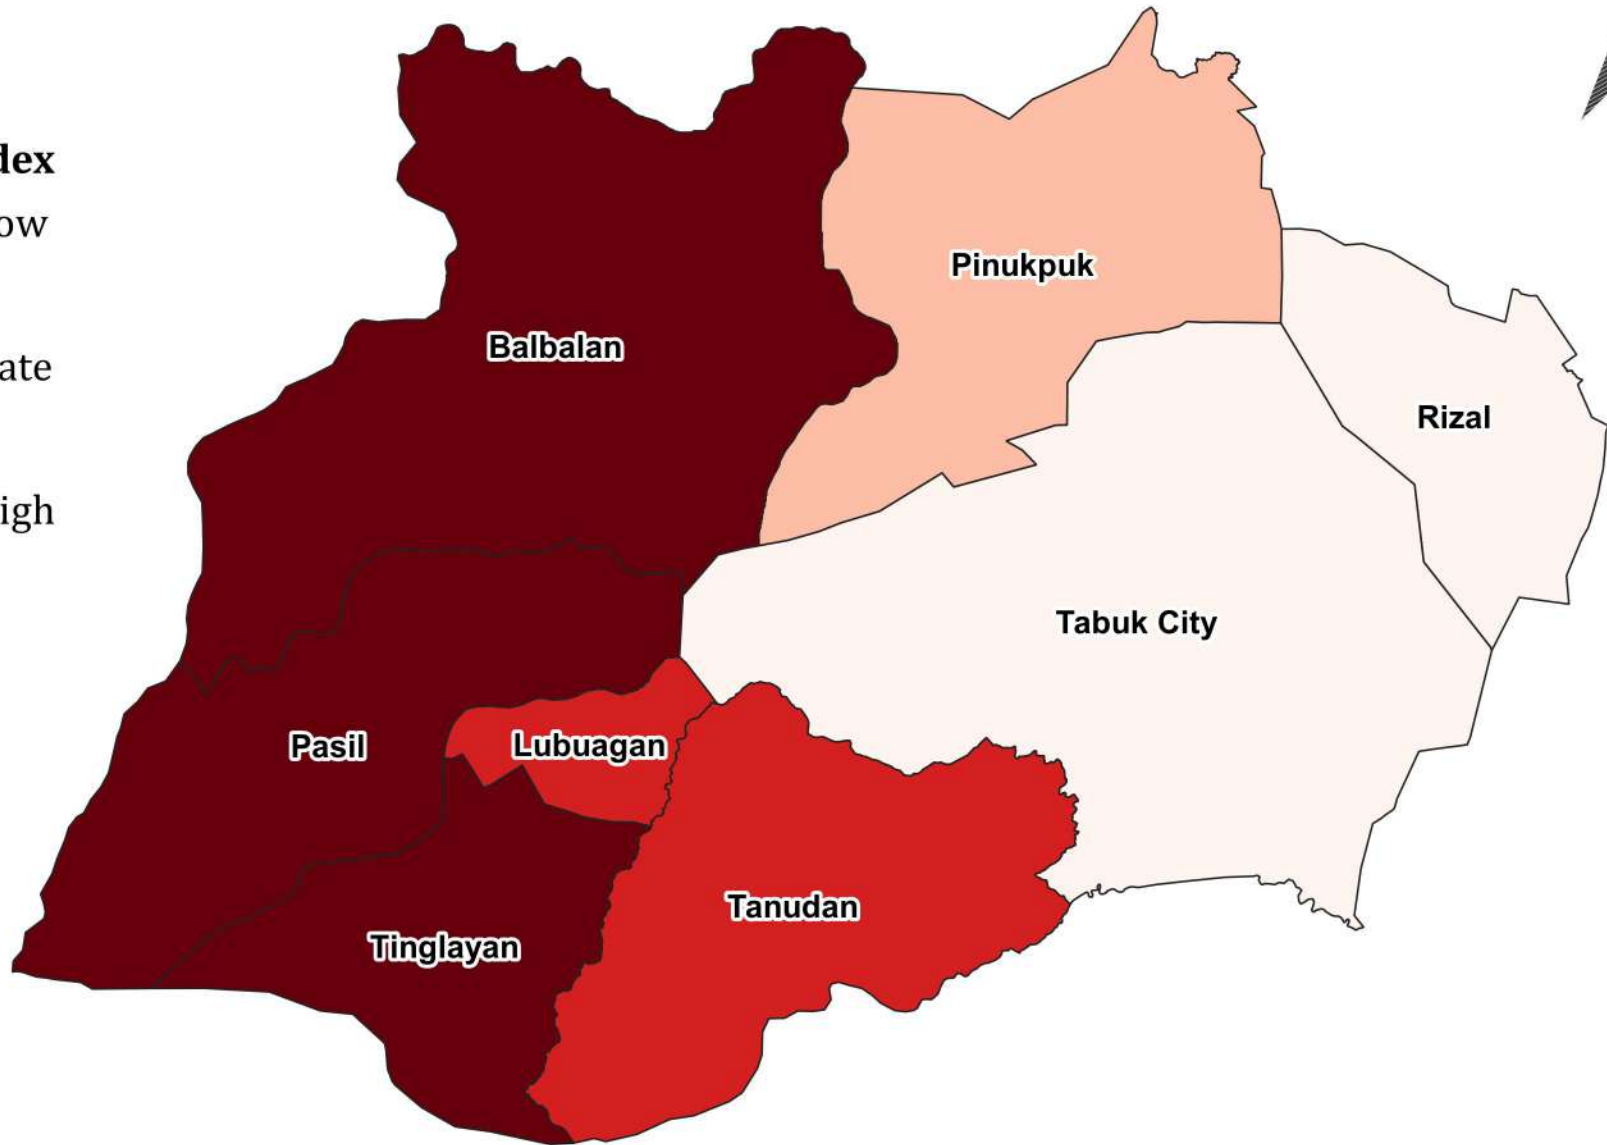 dex
ow
ate
igh
Balbalan
Pinukpuk
Rizal
Tabuk City
Pasil
Lubuagan
Tanudan
Tinglayan